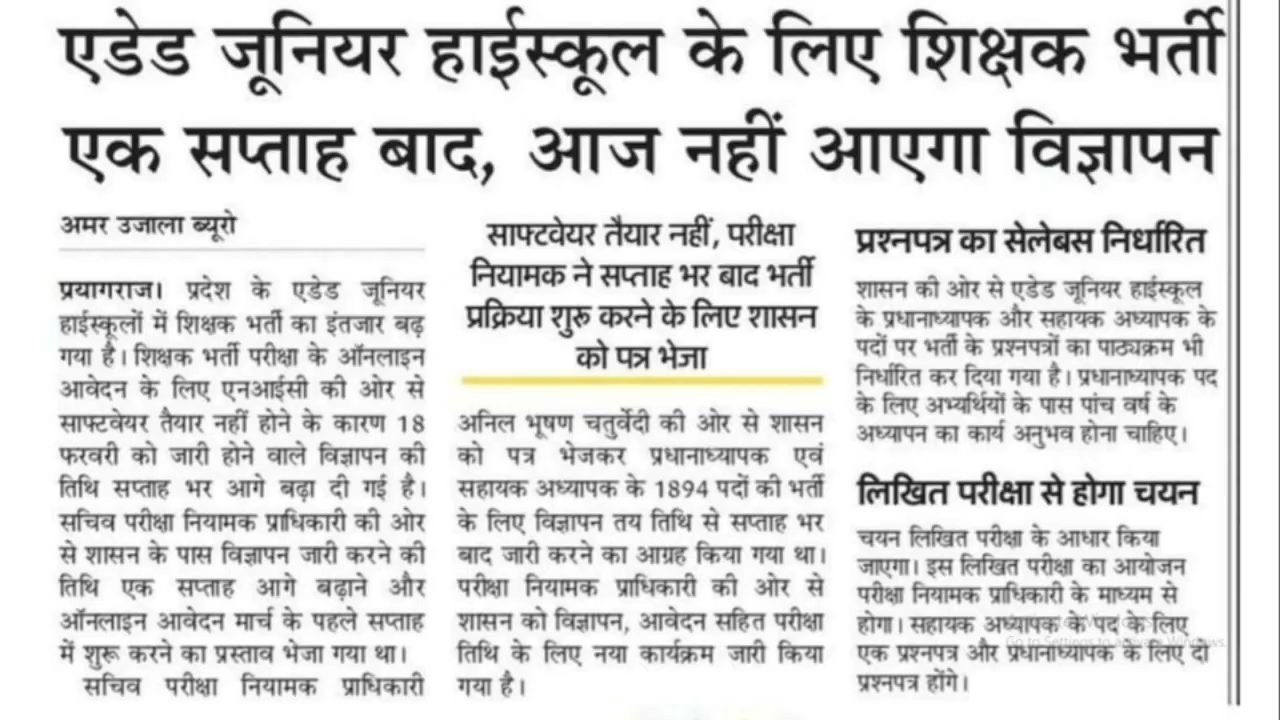 एडेड जूनियर हाईस्कूल के लिए शिक्षक भर्ती
एक सप्ताह बाद, आज नहीं आएगा विज्ञापन
अमर उजाला ब्यूरो
प्रयागराज। प्रदेश के एडेड जूनियर
हाईस्कूलों में शिक्षक भर्ती का इंतजार बढ़
गया है। शिक्षक भर्ती परीक्षा के ऑनलाइन
आवेदन के लिए एनआईसी की ओर से
साफ्टवेयर तैयार नहीं होने के कारण 18
फरवरी को जारी होने वाले विज्ञापन की
तिथि सप्ताह भर आगे बढ़ा दी गई है।
सचिव परीक्षा नियामक प्राधिकारी की ओर
से शासन के पास विज्ञापन जारी करने की
तिथि एक सप्ताह आगे बढ़ाने और
ऑनलाइन आवेदन मार्च के पहले सप्ताह
में शुरू करने का प्रस्ताव भेजा गया था।
सचिव परीक्षा नियामक प्राधिकारी
साफ्टवेयर तैयार नहीं, परीक्षा
नियामक ने सप्ताह भर बाद भर्ती
प्रक्रिया शुरू करने के लिए शासन
को पत्र भेजा
अनिल भूषण चतुर्वेदी की ओर से शासन
को पत्र भेजकर प्रधानाध्यापक एवं
सहायक अध्यापक के 1894 पदों की भर्ती
के लिए विज्ञापन तय तिथि से सप्ताह भर
बाद जारी करने का आग्रह किया गया था।
परीक्षा नियामक प्राधिकारी की ओर से
शासन को विज्ञापन, आवेदन सहित परीक्षा
तिथि के लिए नया कार्यक्रम जारी किया
गया है।
प्रश्नपत्र का सेलेबस निर्धारित
शासन की ओर से एडेड जूनियर हाईस्कूल
के प्रधानाध्यापक और सहायक अध्यापक के
पदों पर भर्ती के प्रश्नपत्रों का पाठ्यक्रम भी
निर्धारित कर दिया गया है। प्रधानाध्यापक पद
के लिए अभ्यर्थियों के पास पांच वर्ष के
अध्यापन का कार्य अनुभव होना चाहिए।
लिखित परीक्षा से होगा चयन
चयन लिखित परीक्षा के आधार किया
जाएगा। इस लिखित परीक्षा का आयोजन
परीक्षा नियामक प्राधिकारी के माध्यम से
होगा। सहायक अध्यापक के पद के लिए
एक प्रश्नपत्र और प्रधानाध्यापक के लिए दो
प्रश्नपत्र होंगे।
Go to Settings to activate Windows.